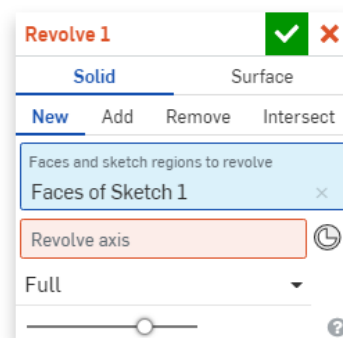 Revolve 1
Solid Surface
New Add Remove Intersect
Faces and sketch regions to revolve
Faces of Sketch 1
Revolve axis
Full
?